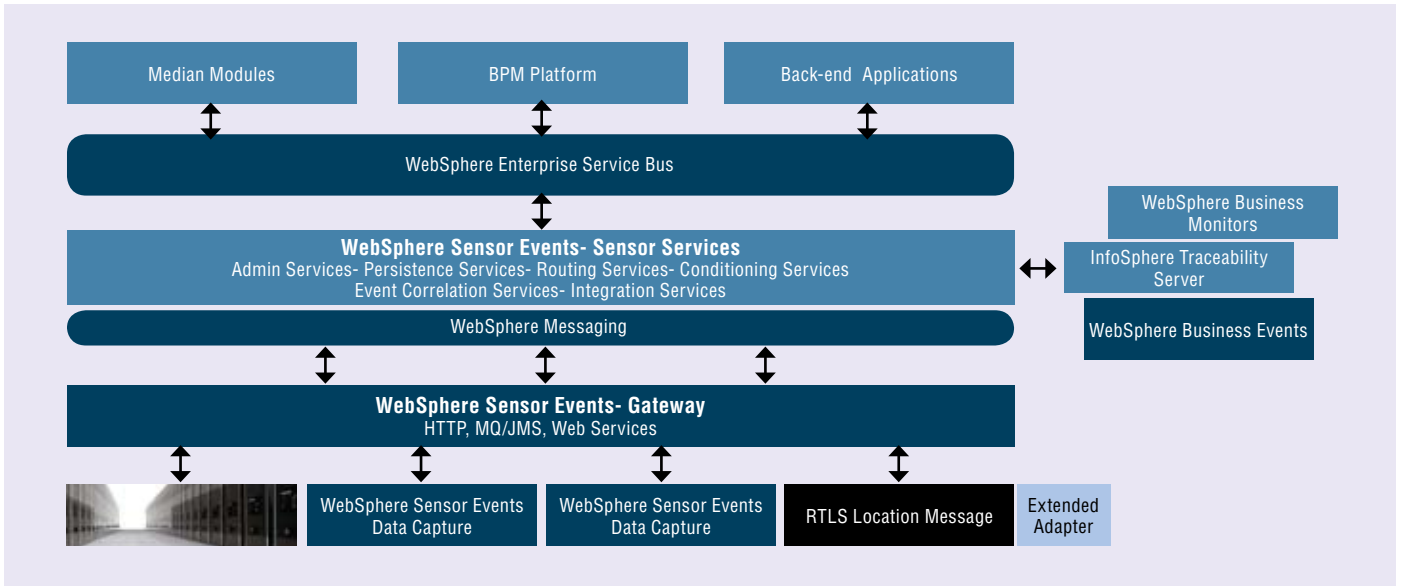 Median Modules
BPM Platform
Back-end Applications
WebSphere Enterprise Service Bus
WebSphere Sensor Events- Sensor Services
Admin Services- Persistence Services- Routing Services- Conditioning Services
Event Correlation Services- Integration Services
WebSphere Business
Monitors
InfoSphere Traceability
Server
WebSphere Business Events
WebSphere Messaging
WebSphere Sensor Events- Gateway
HTTP, MQ/JMS, Web Services
WebSphere Sensor Events
Data Capture
WebSphere Sensor Events
Data Capture
RTLS Location Message
Extended
Adapter